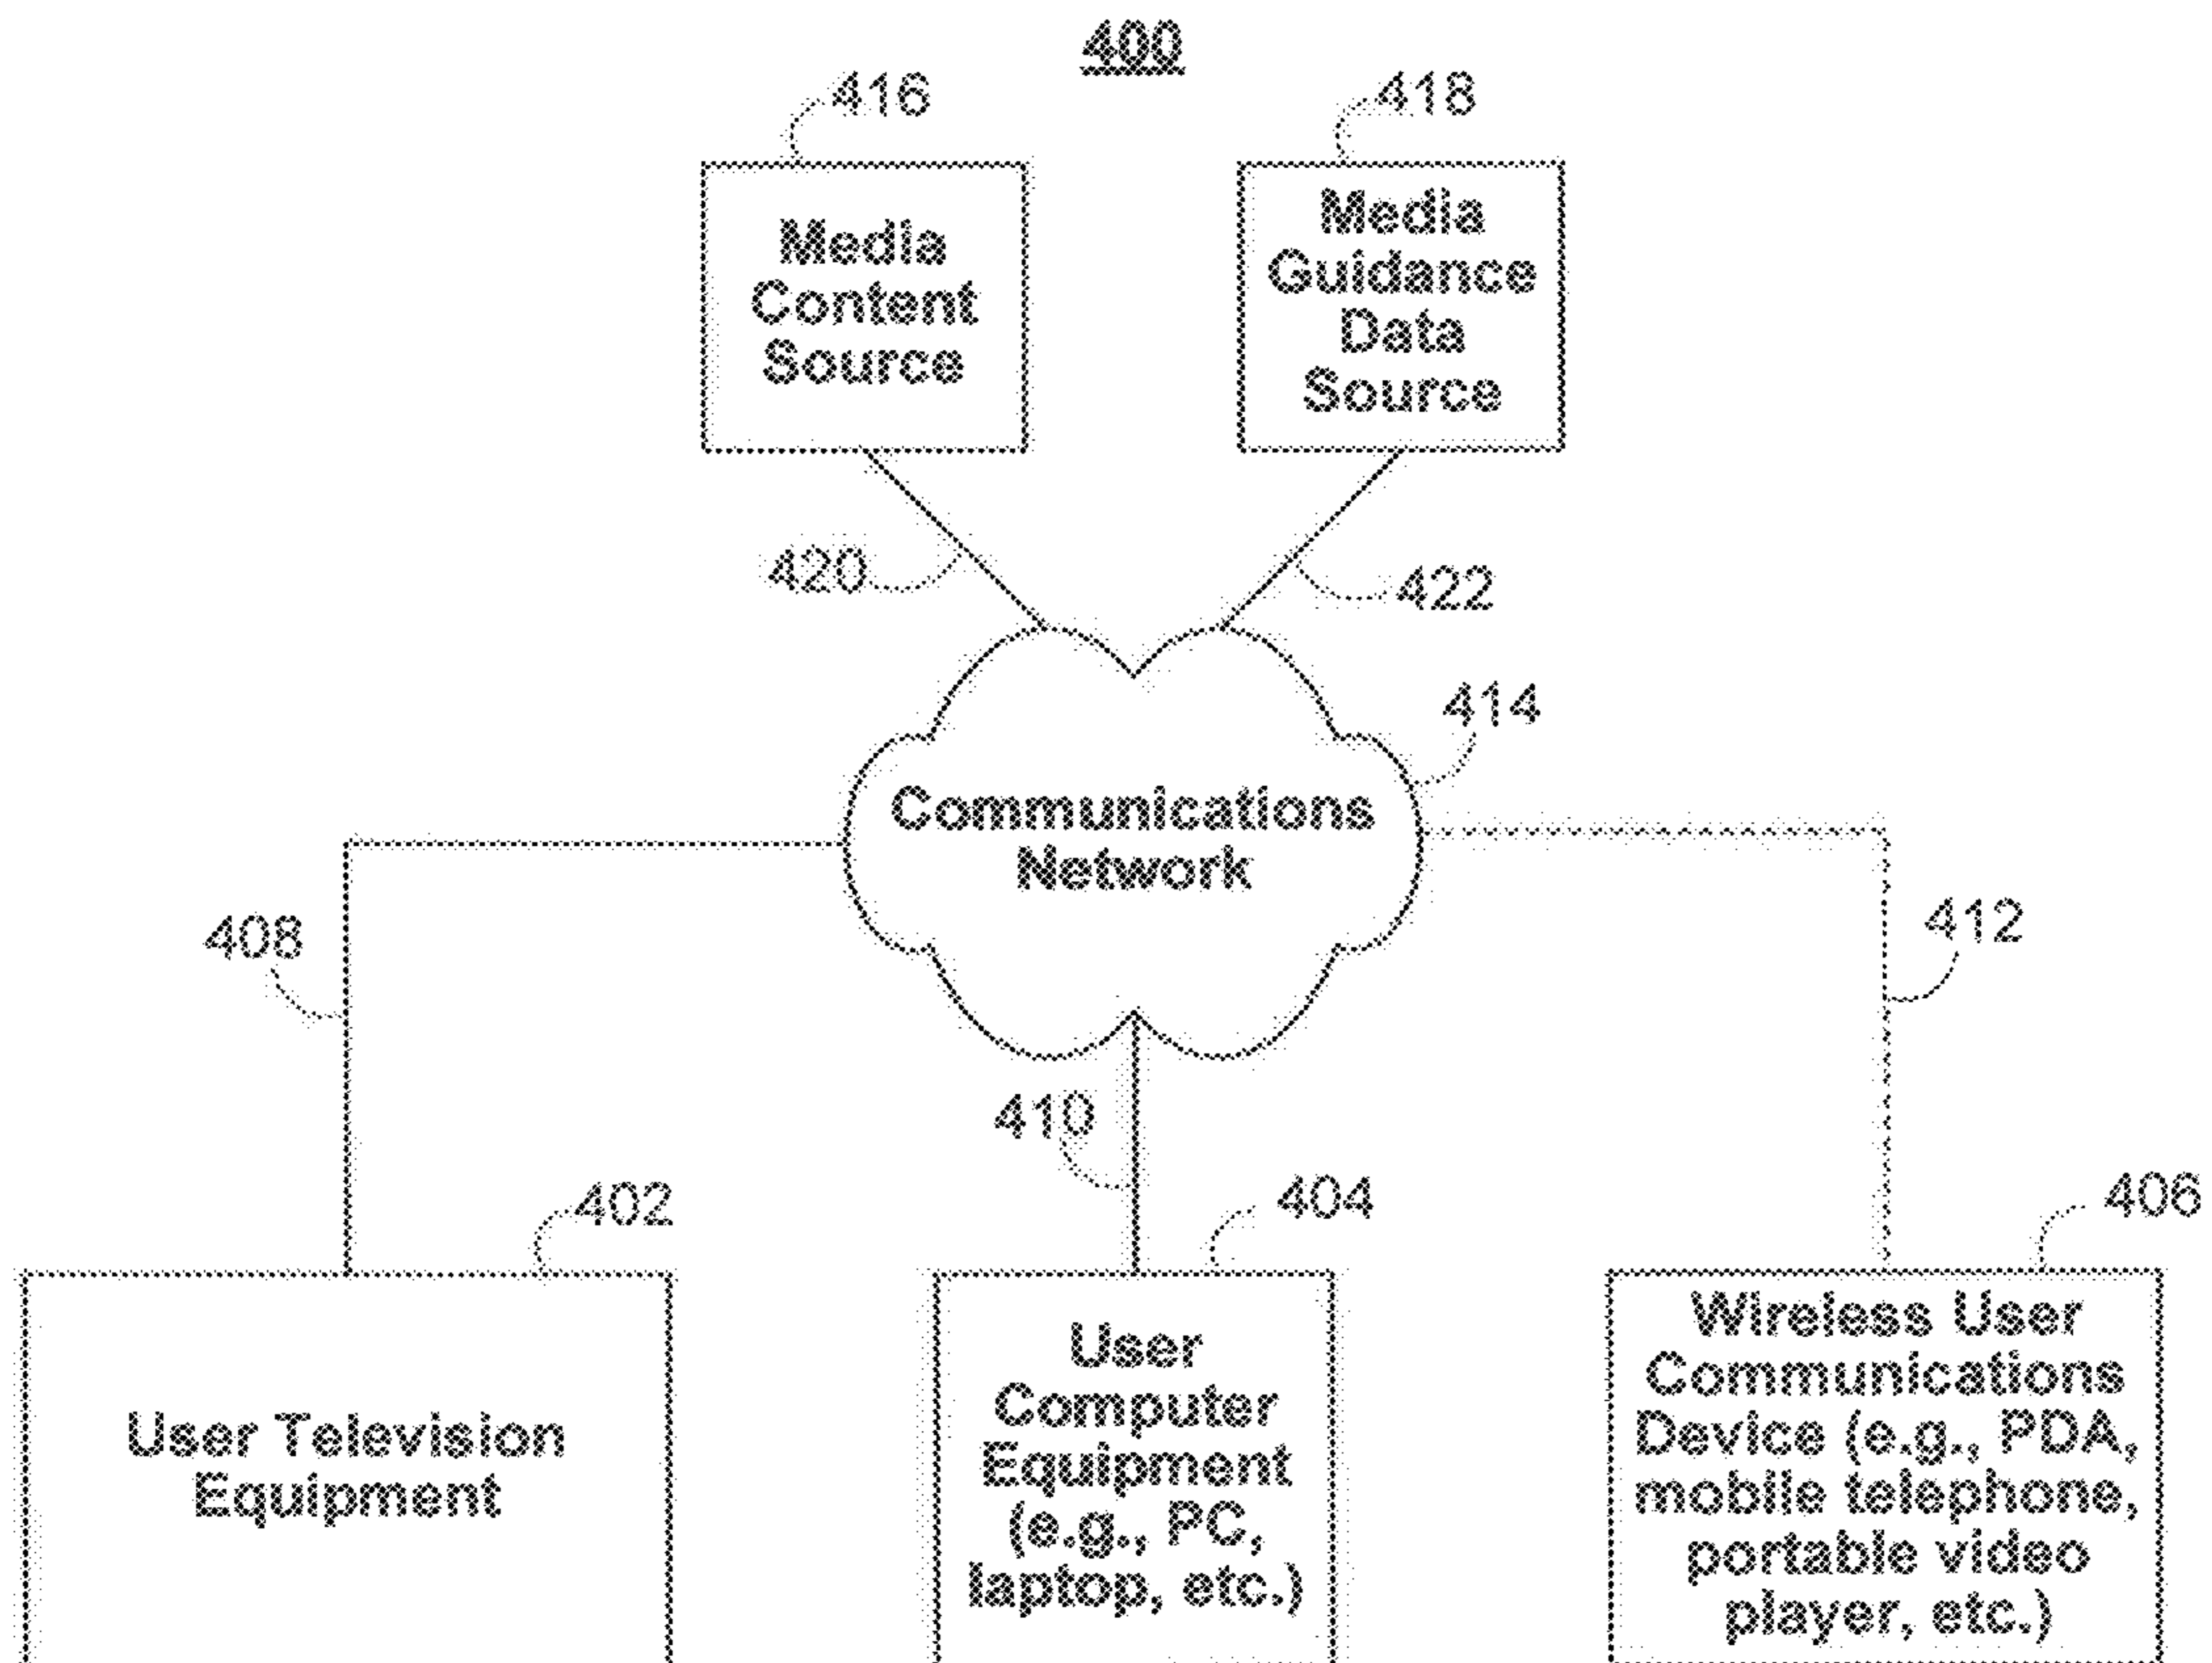 400
416
418
Media
Content
Source
Media
Guidance
Data
Source
420
422
414
Communications
Network
408
412
410
402
404
406
User Television
Equipment
User
Computer
Equipment
(e.g., PC,
laptop, etc.)
Wireless User
Communications
Device (e.g., PDA,
mobile telephone,
portable video
player, etc.)